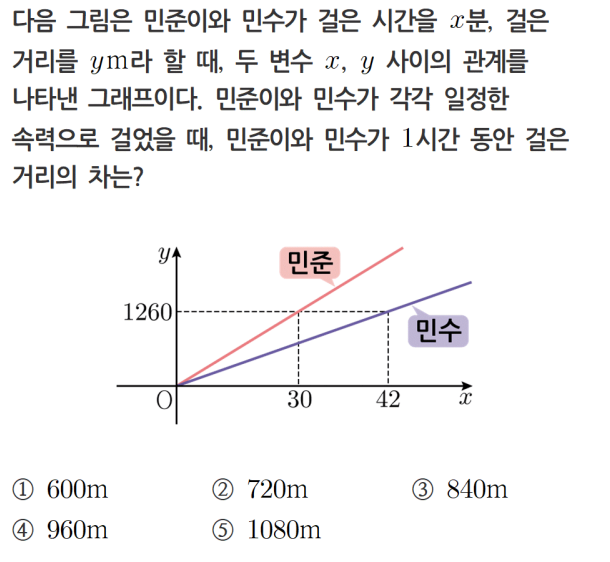 다음 그림은 민준이와 민수가 걸은 시간을 x분, 걸은
거리를 ym라 할 때, 두 변수 x, y 사이의 관계를
나타낸 그래프이다. 민준이와 민수가 각각 일정한
속력으로 걸었을 때, 민준이와 민수가 1시간 동안 걸은
거리의 차는?
y
민준
1260
민수
O 30 42 x
① 600m ② 720m ③ 840m
④ 960m ⑤ 1080m